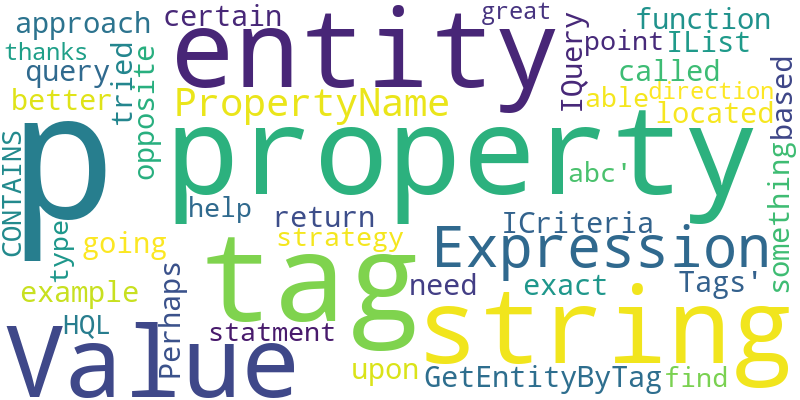 approach
certain
entity
great
function
thanks
tried
opposite
IQuery
point
IList
query
called
better
PropertyName
able
direction
located
based
CONTAINS
p
property
abc'
something
help
return
ICriteria
type
going
tag
strategy
Expression
example
Perhaps
need
exact
Tags'
HQL
statment
string
Value
upon
GetEntityByTag
find